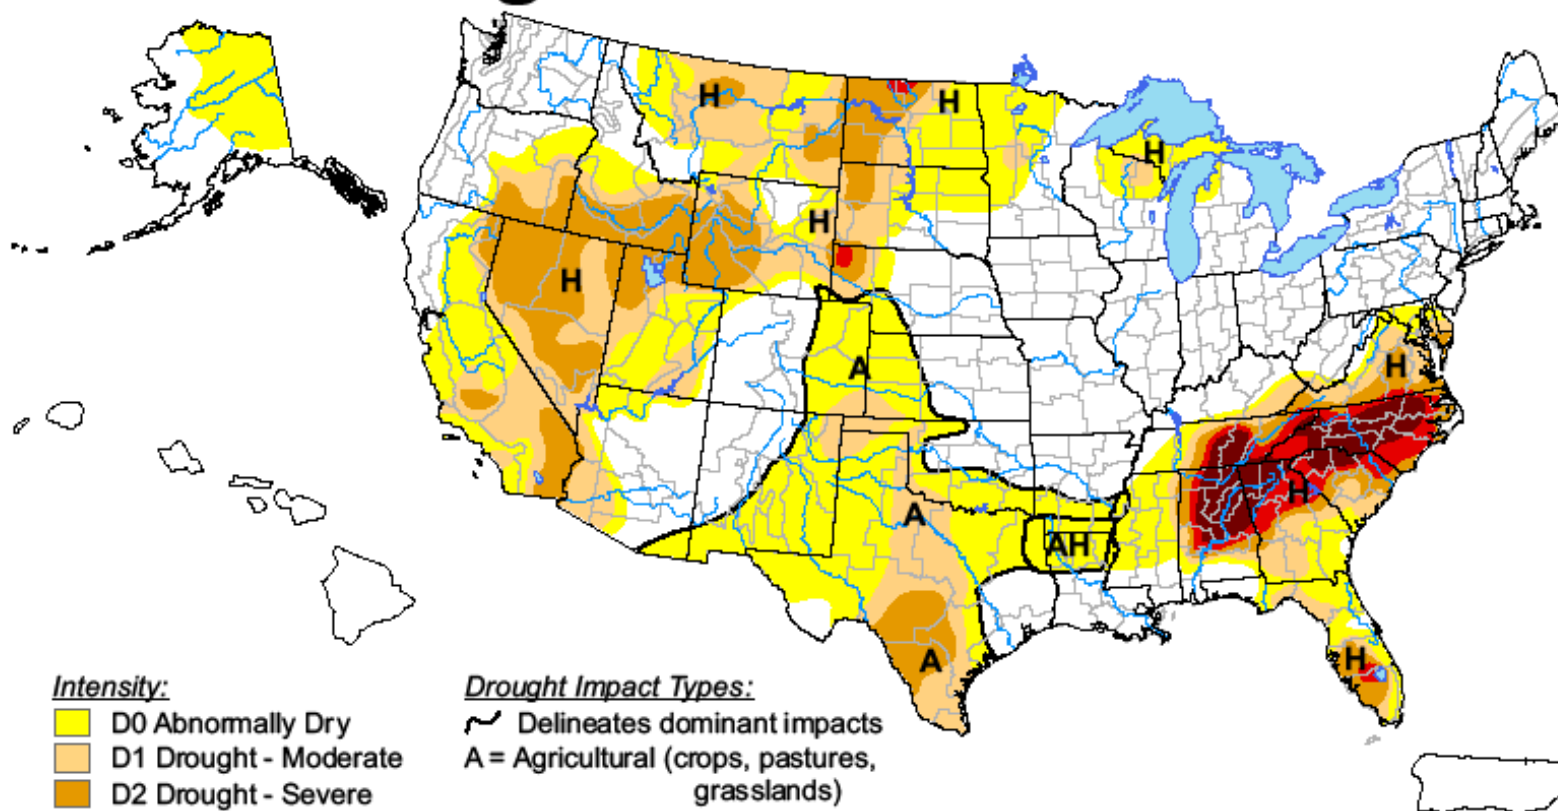 H
H
H
H
H
A
H
H
A
AH
H
A
Intensity:
D0 Abnormally Dry
D1 Drought - Moderate
D2 Drought - Severe
Drought Impact Types:
Delineates dominant impacts
A = Agricultural (crops, pastures,
grasslands)